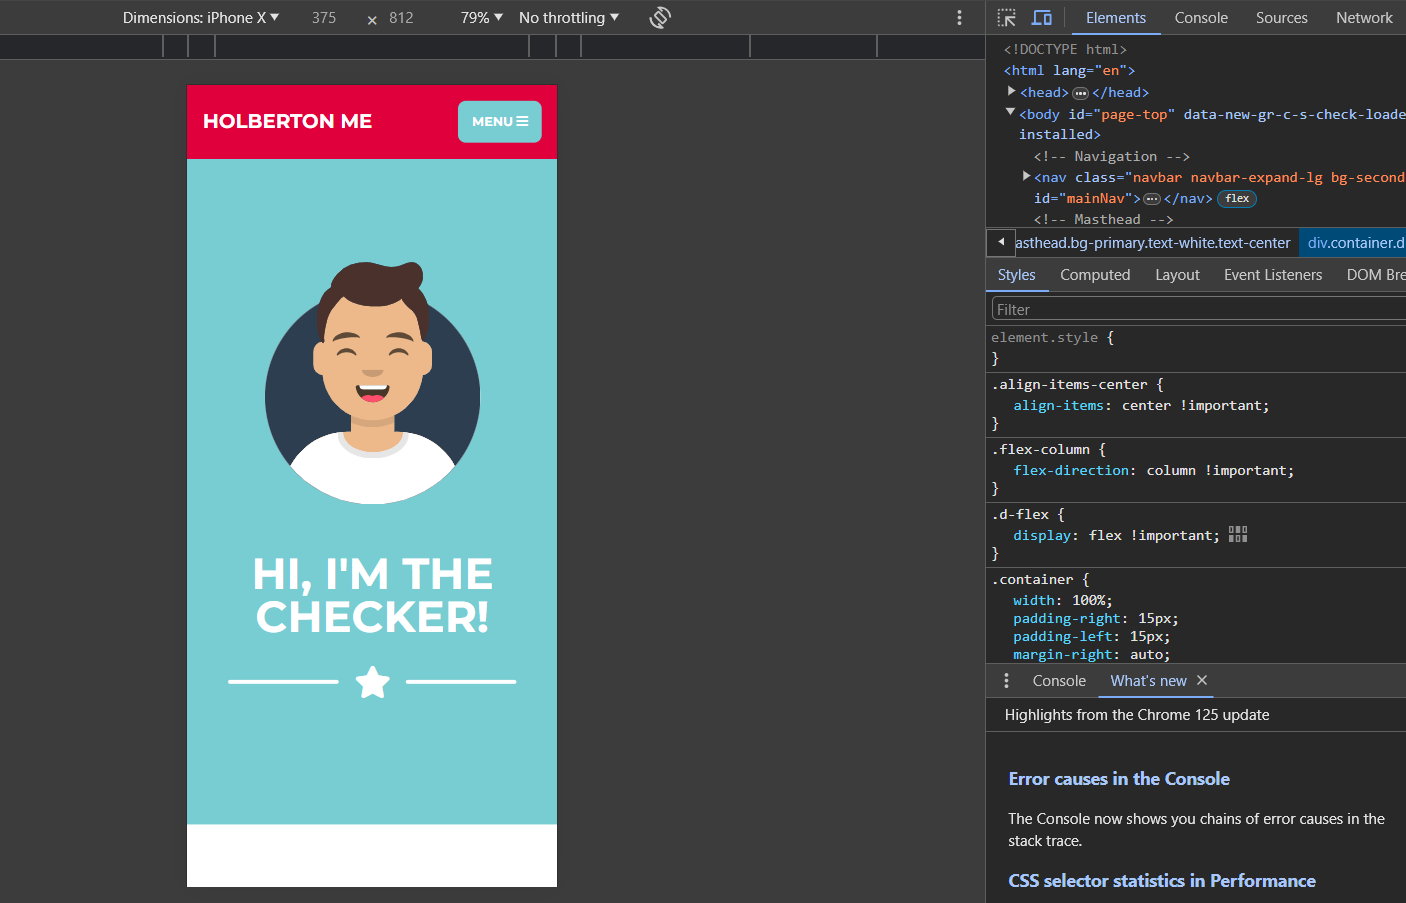 Dimensions: iPhone X ▼ 375 × 812 79% ▼ No throttling ▼
Elements Console Sources Network
<!DOCTYPE html>
<html lang="en">
<head> ••• </head>
<body id="page-top" data-new-gr-c-s-check-loade
installed>
<!-- Navigation -->
<nav class="navbar navbar-expand-lg bg-second
id="mainNav"> ••• </nav> flex
<!-- Masthead -->
asthead.bg-primary.text-white.text-center div.container.d
Styles Computed Layout Event Listeners DOM Bre
Filter
element.style {
}
.align-items-center {
align-items: center !important;
}
.flex-column {
flex-direction: column !important;
}
.d-flex {
display: flex !important;
}
.container {
width: 100%;
padding-right: 15px;
padding-left: 15px;
margin-right: auto;
Console What's new ×
Highlights from the Chrome 125 update
Error causes in the Console
The Console now shows you chains of error causes in the
stack trace.
CSS selector statistics in Performance
HOLBERTON ME MENU
HI, I'M THE
CHECKER!